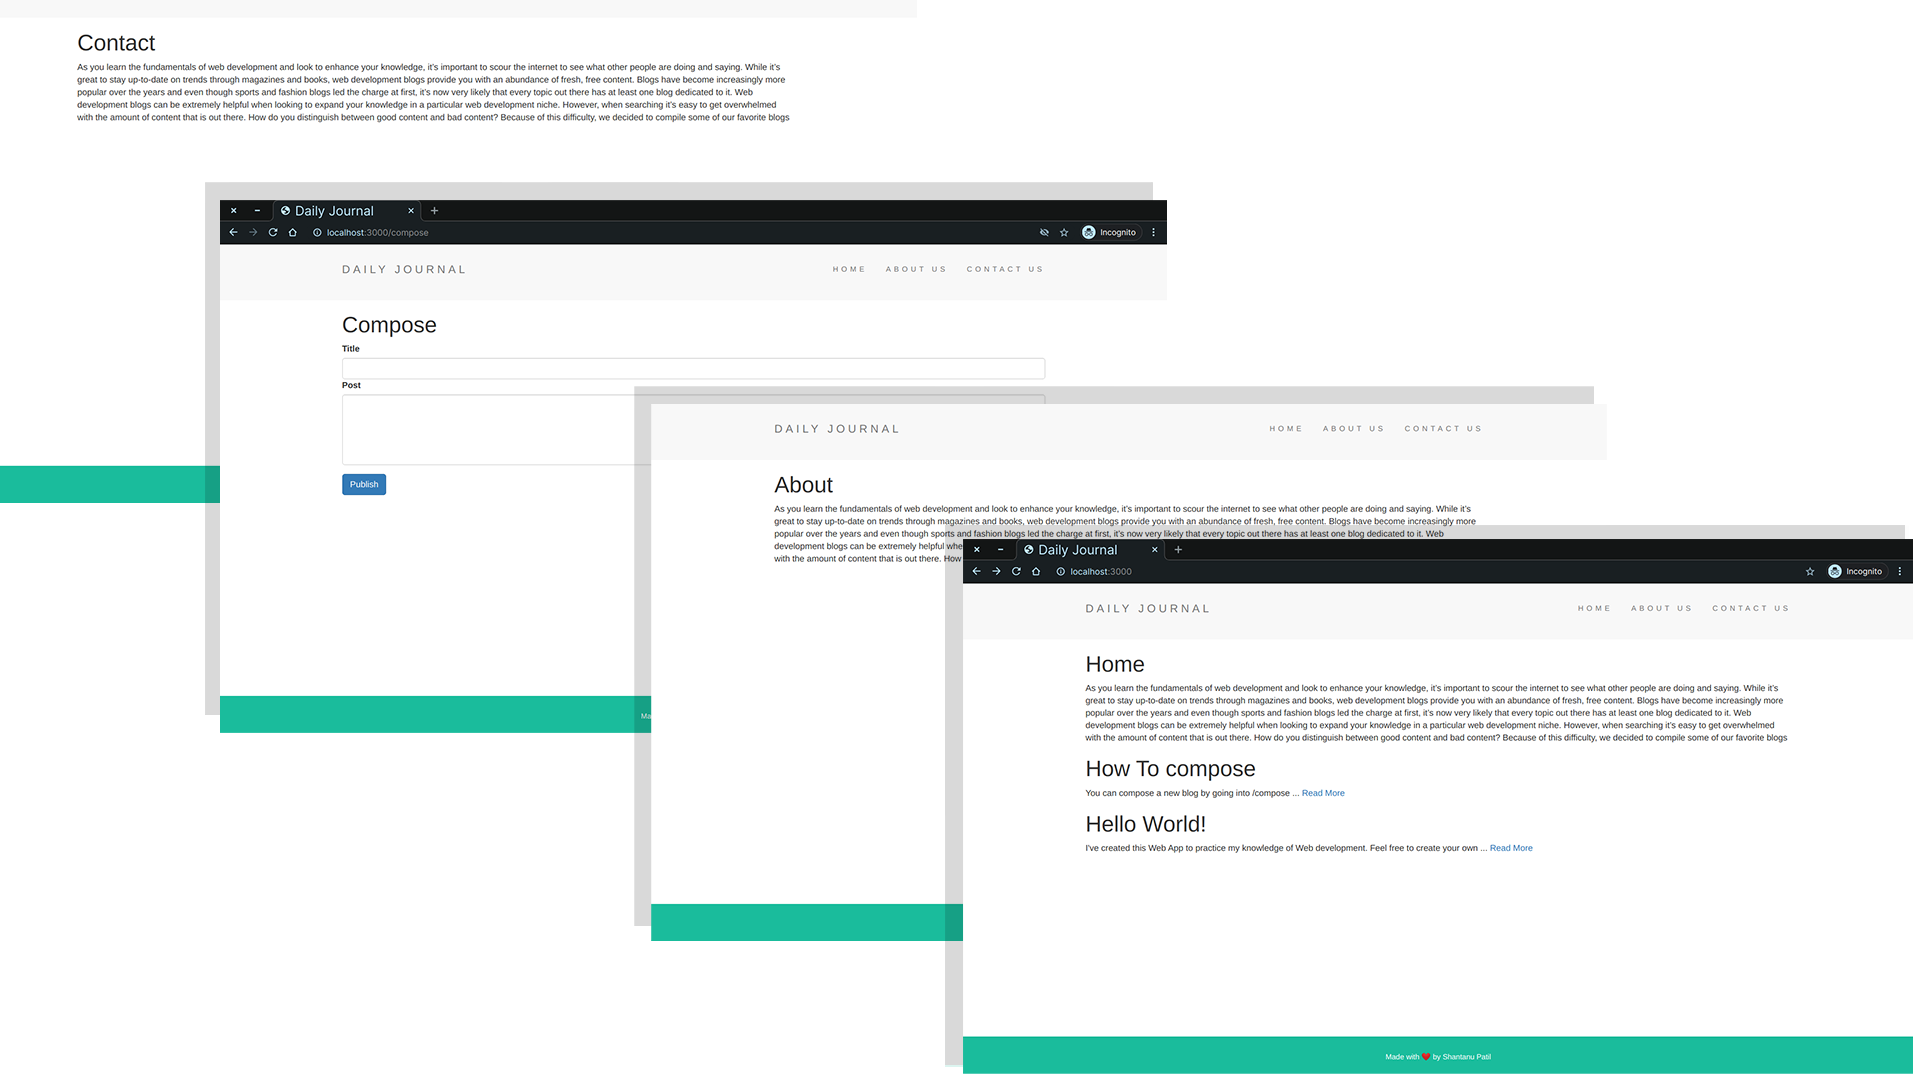 Contact
As you learn the fundamentals of web development and look to enhance your knowledge, it's important to scour the internet to see what other people are doing and saying. While it's
great to stay up-to-date on trends through magazines and books, web development blogs provide you with an abundance of fresh, free content. Blogs have become increasingly more
popular over the years and even though sports and fashion blogs led the charge at first, it's now very likely that every topic out there has at least one blog dedicated to it. Web
development blogs can be extremely helpful when looking to expand your knowledge in a particular web development niche. However, when searching it's easy to get overwhelmed
with the amount of content that is out there. How do you distinguish between good content and bad content? Because of this difficulty, we decided to compile some of our favorite blogs
Daily Journal
localhost:3000/compose
Incognito
DAILY JOURNAL
HOME ABOUT US CONTACT US
Compose
Title
Post
Publish
Ma
DAILY JOURNAL
HOME ABOUT US CONTACT US
About
As you learn the fundamentals of web development and look to enhance your knowledge, it's important to scour the internet to see what other people are doing and saying. While it's
great to stay up-to-date on trends through magazines and books, web development blogs provide you with an abundance of fresh, free content. Blogs have become increasingly more
popular over the years and even though sports and fashion blogs led the charge at first, it's now very likely that every topic out there has at least one blog dedicated to it. Web
development blogs can be extremely helpful whe
with the amount of content that is out there. How
Daily Journal
localhost:3000
Incognito
DAILY JOURNAL
HOME ABOUT US CONTACT US
Home
As you learn the fundamentals of web development and look to enhance your knowledge, it's important to scour the internet to see what other people are doing and saying. While it's
great to stay up-to-date on trends through magazines and books, web development blogs provide you with an abundance of fresh, free content. Blogs have become increasingly more
popular over the years and even though sports and fashion blogs led the charge at first, it's now very likely that every topic out there has at least one blog dedicated to it. Web
development blogs can be extremely helpful when looking to expand your knowledge in a particular web development niche. However, when searching it's easy to get overwhelmed
with the amount of content that is out there. How do you distinguish between good content and bad content? Because of this difficulty, we decided to compile some of our favorite blogs
How To compose
You can compose a new blog by going into /compose ... Read More
Hello World!
I've created this Web App to practice my knowledge of Web development. Feel free to create your own ... Read More
Made with ❤️ by Shantanu Patil